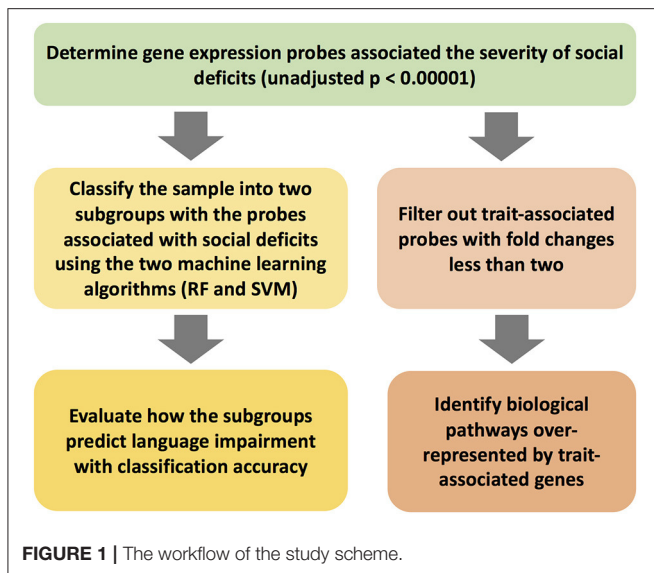 Determine gene expression probes associated the severity of social
deficits (unadjusted p < 0.00001)
Classify the sample into two
subgroups with the probes
associated with social deficits
using the two machine learning
algorithms (RF and SVM)
Filter out trait-associated
probes with fold changes
less than two
Evaluate how the subgroups
predict language impairment
with classification accuracy
Identify biological pathways over-
represented by trait-
associated genes
FIGURE 1 | The workflow of the study scheme.